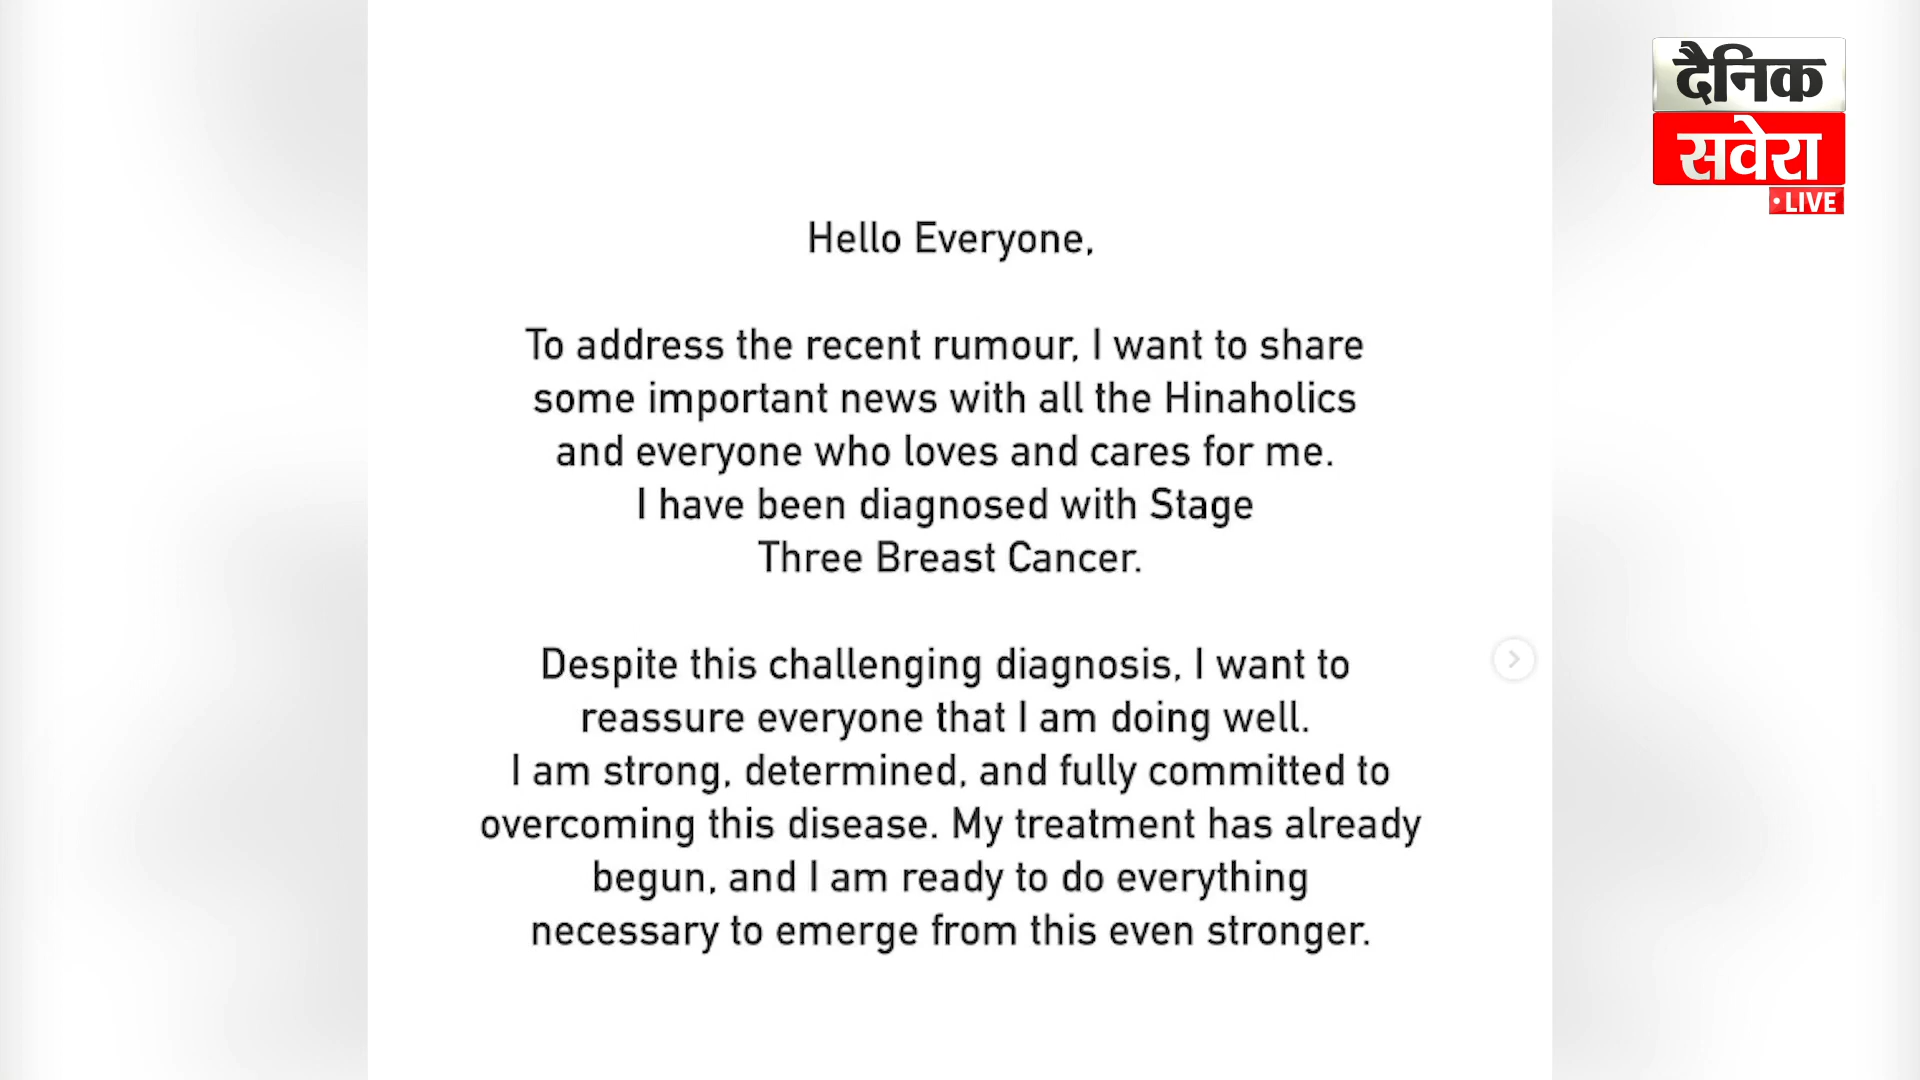 दैनिक
सवेरा
LIVE
Hello Everyone,
To address the recent rumour, I want to share
some important news with all the Hinaholics
and everyone who loves and cares for me.
I have been diagnosed with Stage
Three Breast Cancer.
Despite this challenging diagnosis, I want to
reassure everyone that I am doing well.
I am strong, determined, and fully committed to
overcoming this disease. My treatment has already
begun, and I am ready to do everything
necessary to emerge from this even stronger.